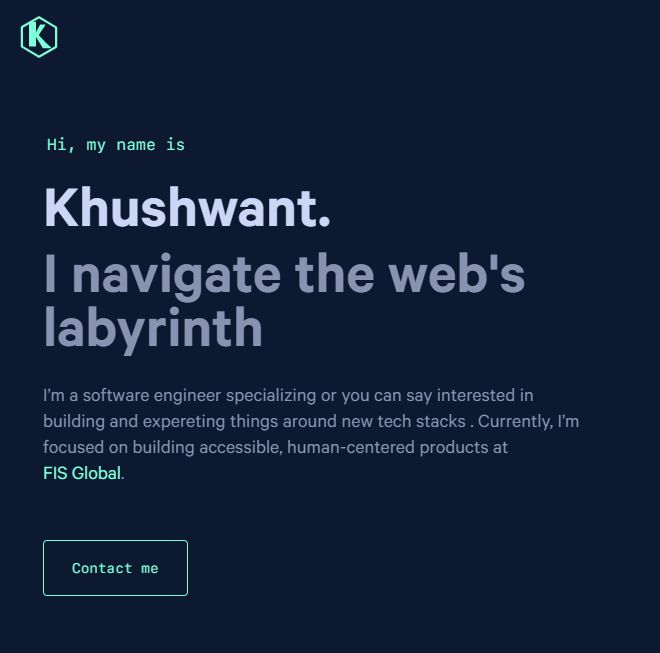 K
Hi, my name is
Khushwant.
I navigate the web's
labyrinth
I’m a software engineer specializing or you can say interested in
building and expereting things around new tech stacks . Currently, I’m
focused on building accessible, human-centered products at
FIS Global.
Contact me